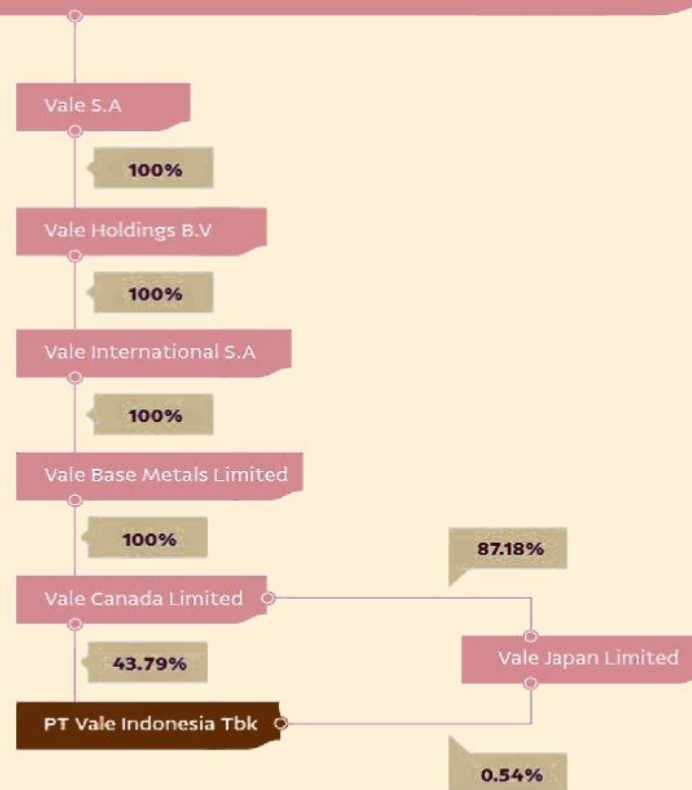 Vale S.A
100%
Vale Holdings B.V
100%
Vale International S.A
100%
Vale Base Metals Limited
100%
87.18%
Vale Canada Limited
43.79%
Vale Japan Limited
PT Vale Indonesia Tbk
0.54%